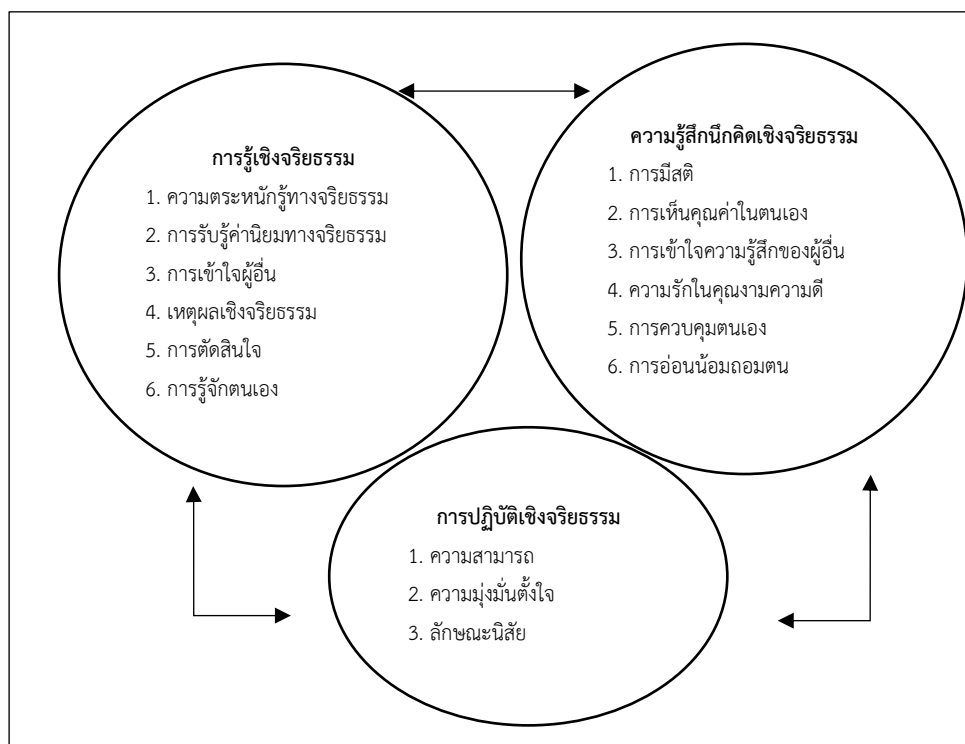 การรู้เชิงจริยธรรม
1. ความตระหนักรู้ทางจริยธรรม
2. การรับรู้ค่านิยมทางจริยธรรม
3. การเข้าใจผู้อื่น
4. เหตุผลเชิงจริยธรรม
5. การตัดสินใจ
6. การรู้จักตนเอง
ความรู้สึกนึกคิดเชิงจริยธรรม
1. การมีสติ
2. การเห็นคุณค่าในตนเอง
3. การเข้าใจความรู้สึกของผู้อื่น
4. ความรักในคุณงามความดี
5. การควบคุมตนเอง
6. การอ่อนน้อมถอมตน
การปฏิบัติเชิงจริยธรรม
1. ความสามารถ
2. ความมุ่งมั่นตั้งใจ
3. ลักษณะนิสัย